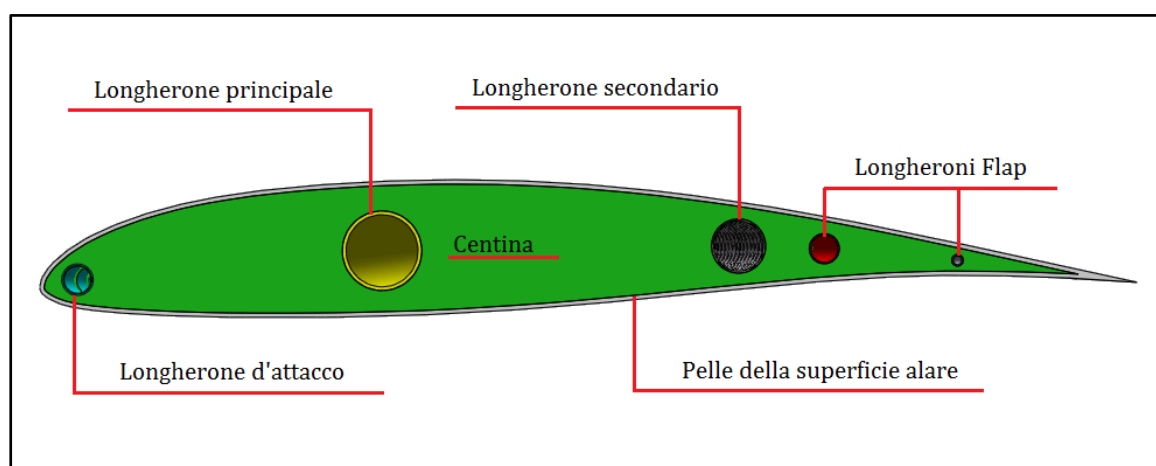 Longherone principale
Longherone secondario
Longheroni Flap
Centina
Longherone d'attacco
Pelle della superficie alare